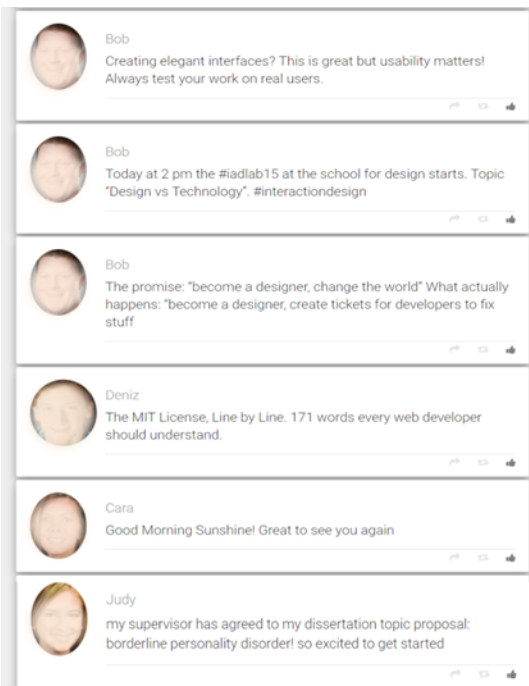 Bob
Creating elegant interfaces? This is great but usability matters!
Always test your work on real users.
Bob
Today at 2 pm the #iadlab15 at the school for design starts. Topic
“Design vs Technology”. #interactiondesign
Bob
The promise: “become a designer, change the world” What actually
happens: “become a designer, create tickets for developers to fix
stuff
Deniz
The MIT License, Line by Line. 171 words every web developer
should understand.
Cara
Good Morning Sunshine! Great to see you again
Judy
my supervisor has agreed to my dissertation topic proposal:
borderline personality disorder! so excited to get started